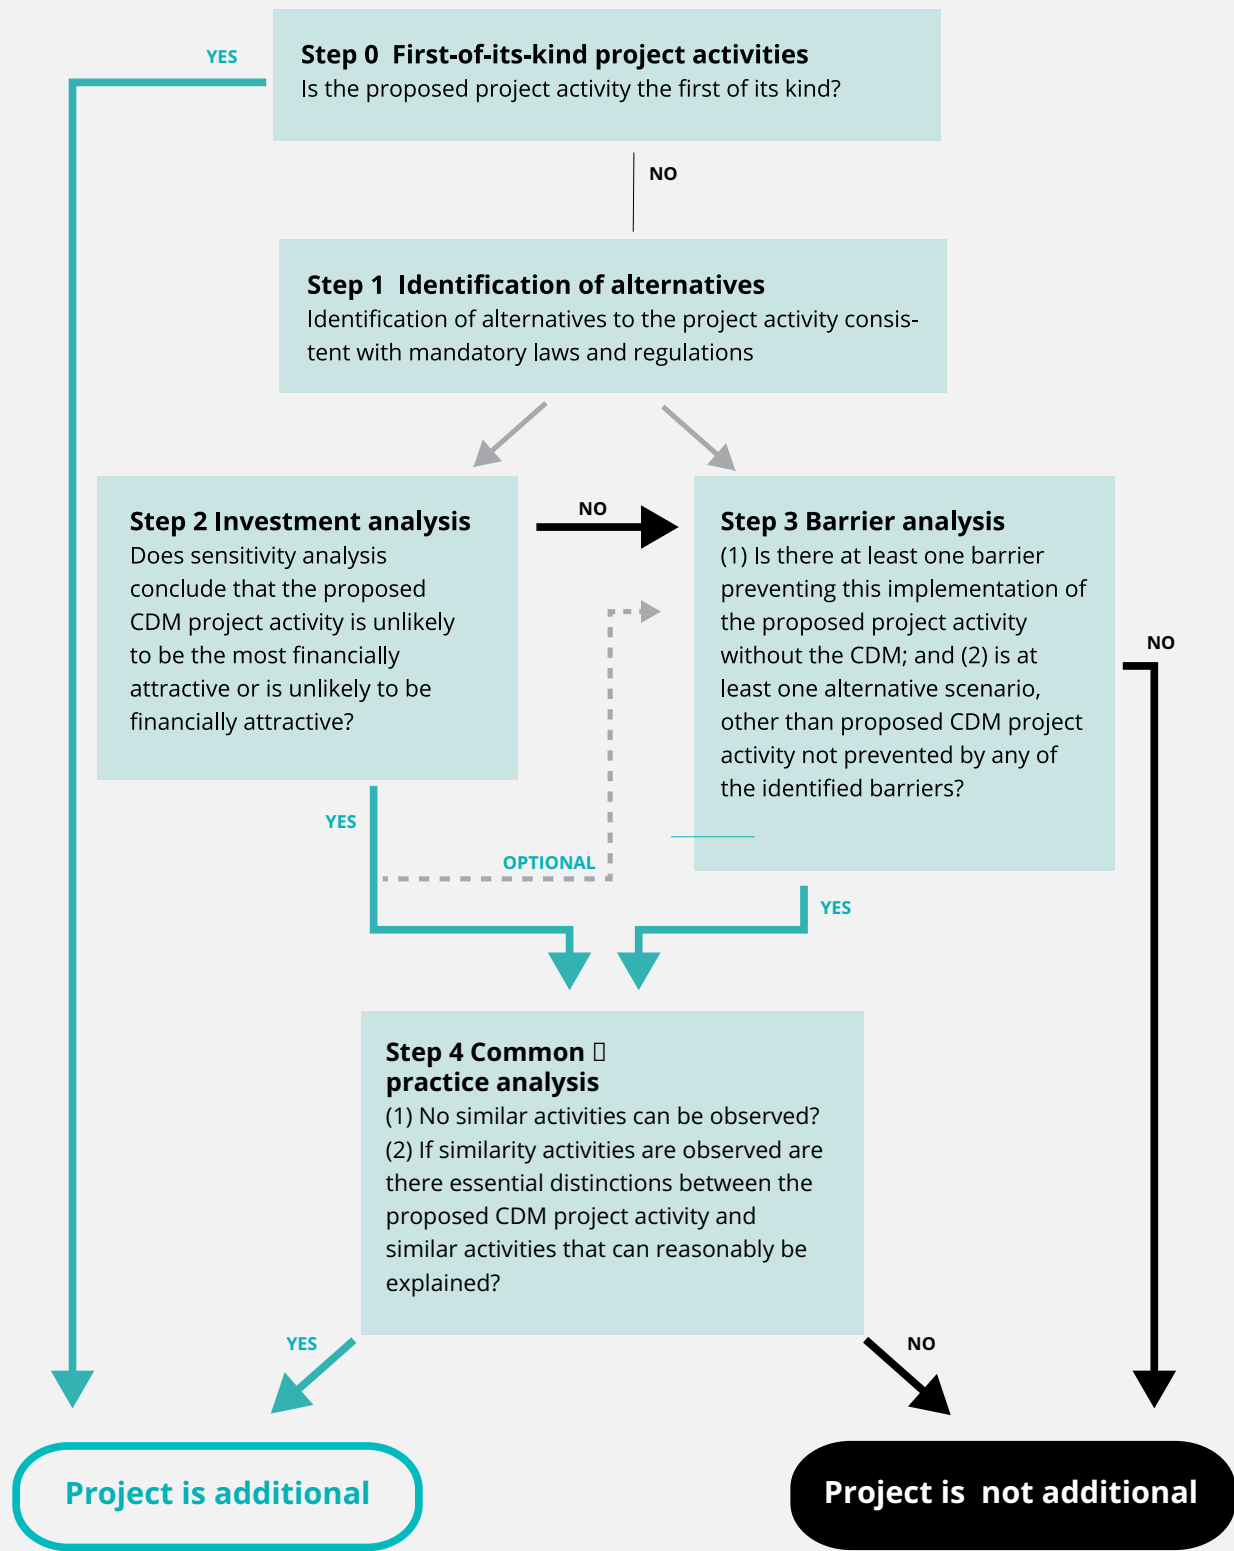 YES
Step 0 First-of-its-kind project activities
Is the proposed project activity the first of its kind?
NO
Step 1 Identification of alternatives
Identification of alternatives to the project activity consis-
tent with mandatory laws and regulations
Step 2 Investment analysis
Does sensitivity analysis
conclude that the proposed
CDM project activity is unlikely
to be the most financially
attractive or is unlikely to be
financially attractive?
NO
Step 3 Barrier analysis
(1) Is there at least one barrier
preventing this implementation of
the proposed project activity
without the CDM; and (2) is at
least one alternative scenario,
other than proposed CDM project
activity not prevented by any of
the identified barriers?
NO
YES
OPTIONAL
YES
Step 4 Common
practice analysis
(1) No similar activities can be observed?
(2) If similarity activities are observed are
there essential distinctions between the
proposed CDM project activity and
similar activities that can reasonably be
explained?
YES
NO
Project is additional
Project is not additional